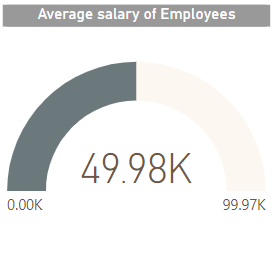 Average salary of Employees
49.98K
0.00K
99.97K